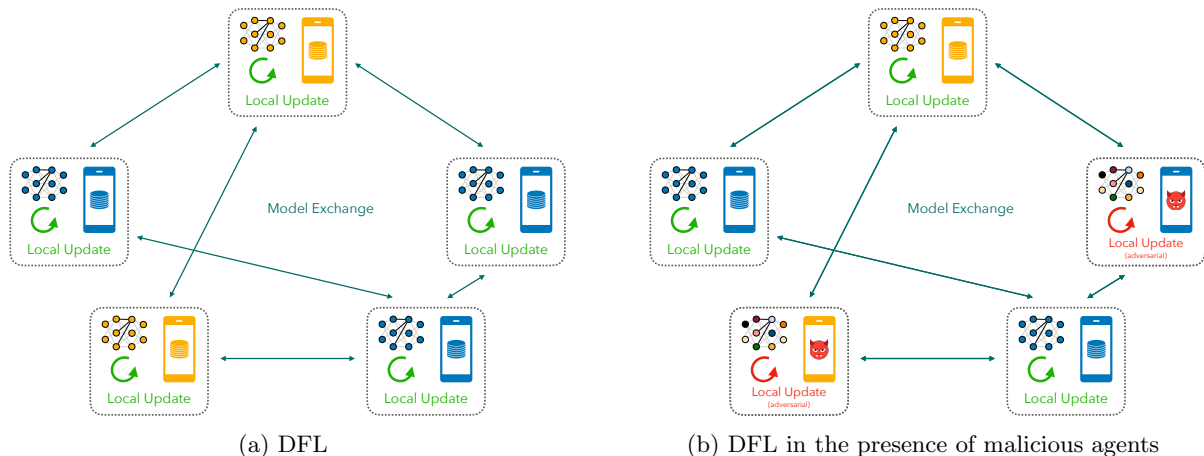 Local Update
Local Update
Model Exchange
Local Update
Local Update
Local Update
(a) DFL
Local Update
Local Update
Model Exchange
Local Update
(adversarial)
Local Update
(adversarial)
Local Update
(b) DFL in the presence of malicious agents